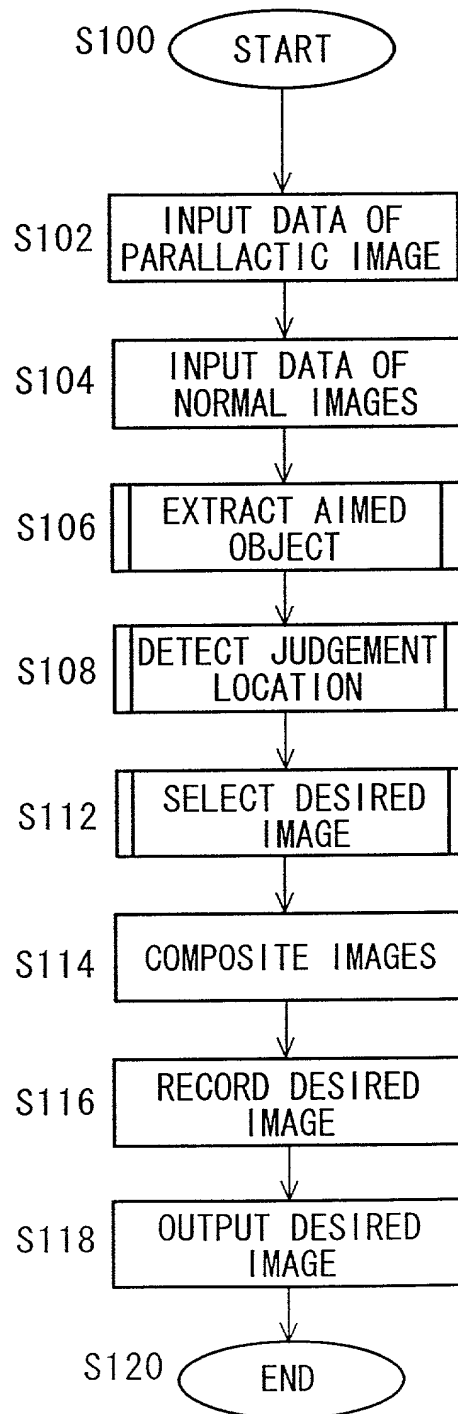 S100 START
S102 INPUT DATA OF
PARALLACTIC IMAGE
S104 INPUT DATA OF
NORMAL IMAGES
S106 EXTRACT AIMED
OBJECT
S108 DETECT JUDGEMENT
LOCATION
S112 SELECT DESIRED
IMAGE
S114 COMPOSITE IMAGES
S116 RECORD DESIRED
IMAGE
S118 OUTPUT DESIRED
IMAGE
S120 END